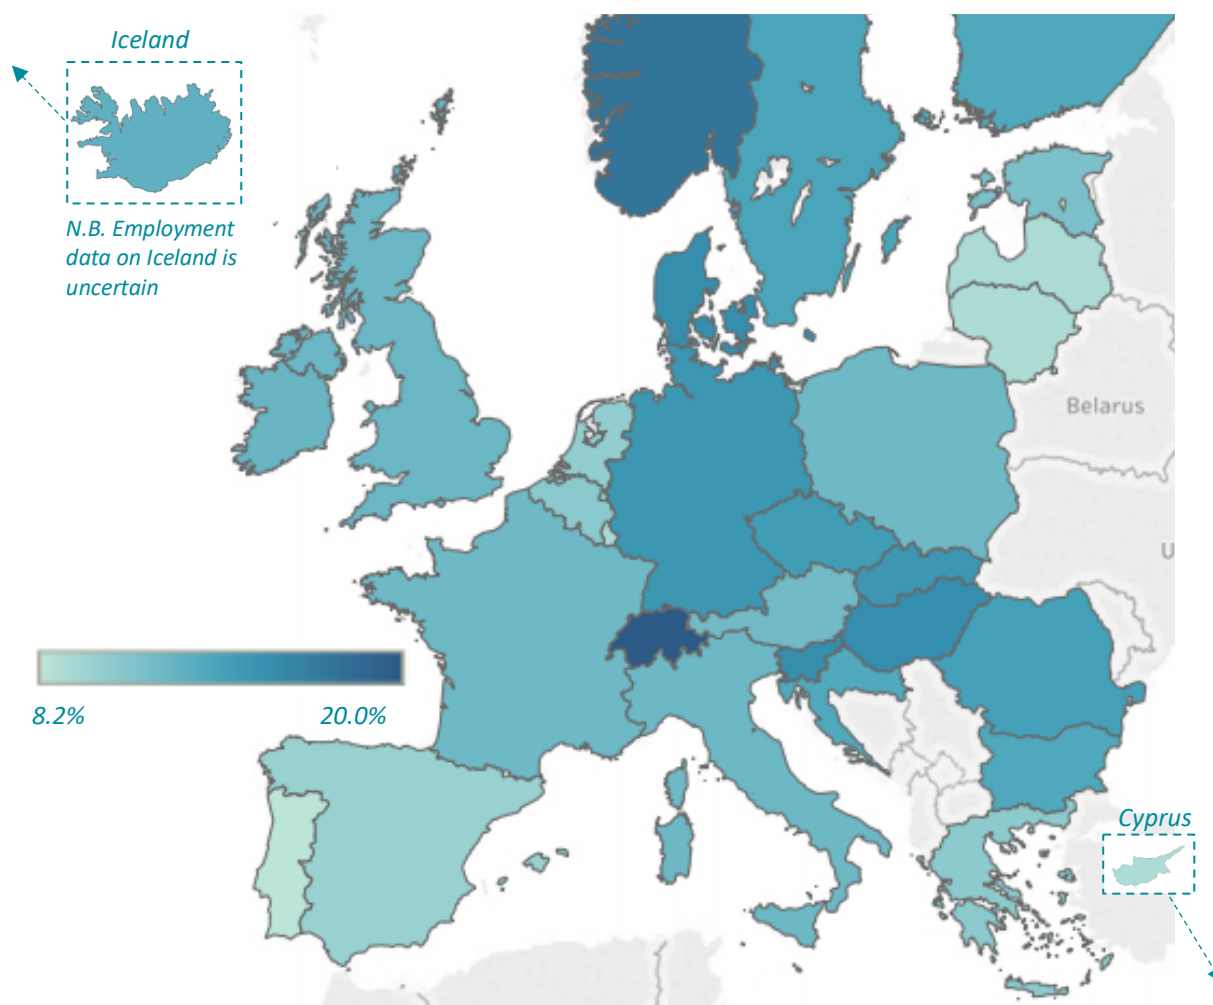 Iceland
N.B. Employment
data on Iceland is
uncertain
Belarus
U
8.2%
20.0%
Cyprus